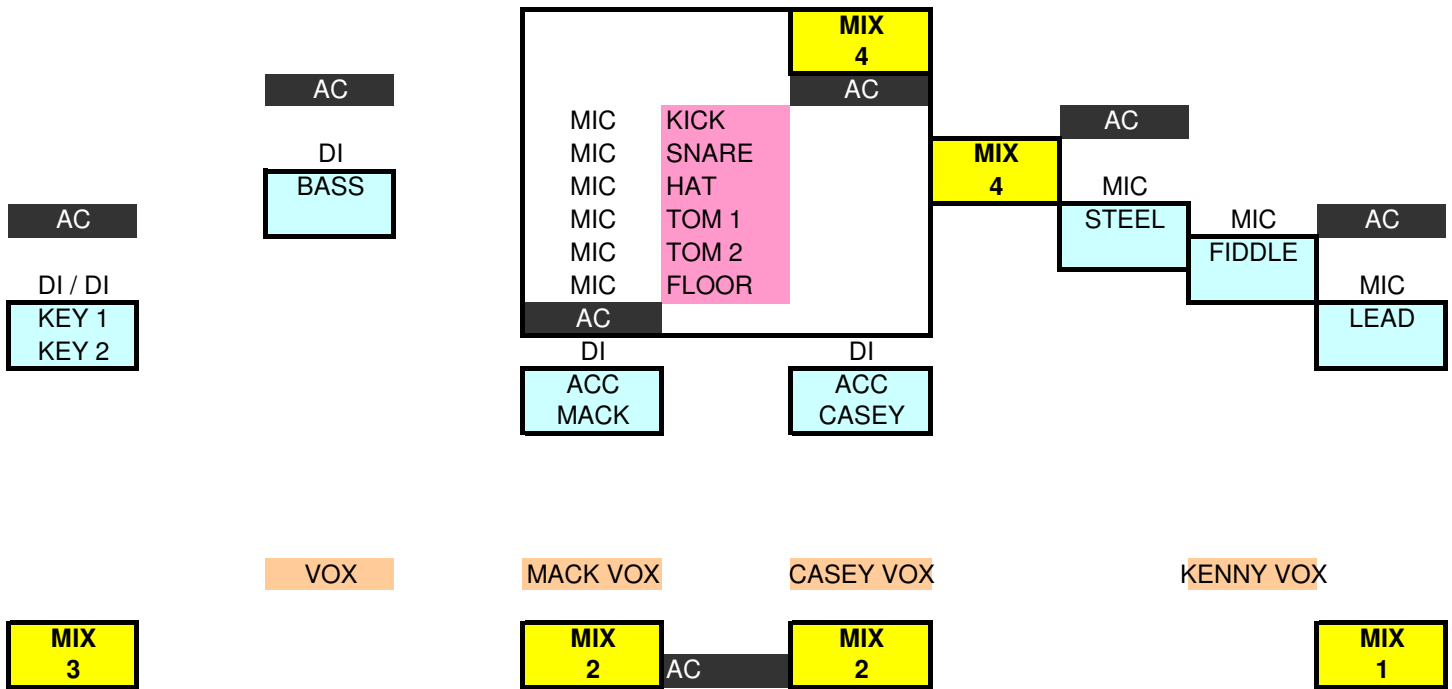 MIX
4
AC
AC
MIC KICK
AC
DI
MIC SNARE
MIX
BASS
MIC HAT
4
MIC
AC
MIC TOM 1
STEEL
MIC
AC
MIC TOM 2
FIDDLE
DI / DI
MIC FLOOR
MIC
KEY 1
AC
LEAD
KEY 2
DI
DI
ACC
ACC
MACK
CASEY
VOX
MACK VOX
CASEY VOX
KENNY VOX
MIX
MIX
MIX
MIX
3
2
AC
2
1